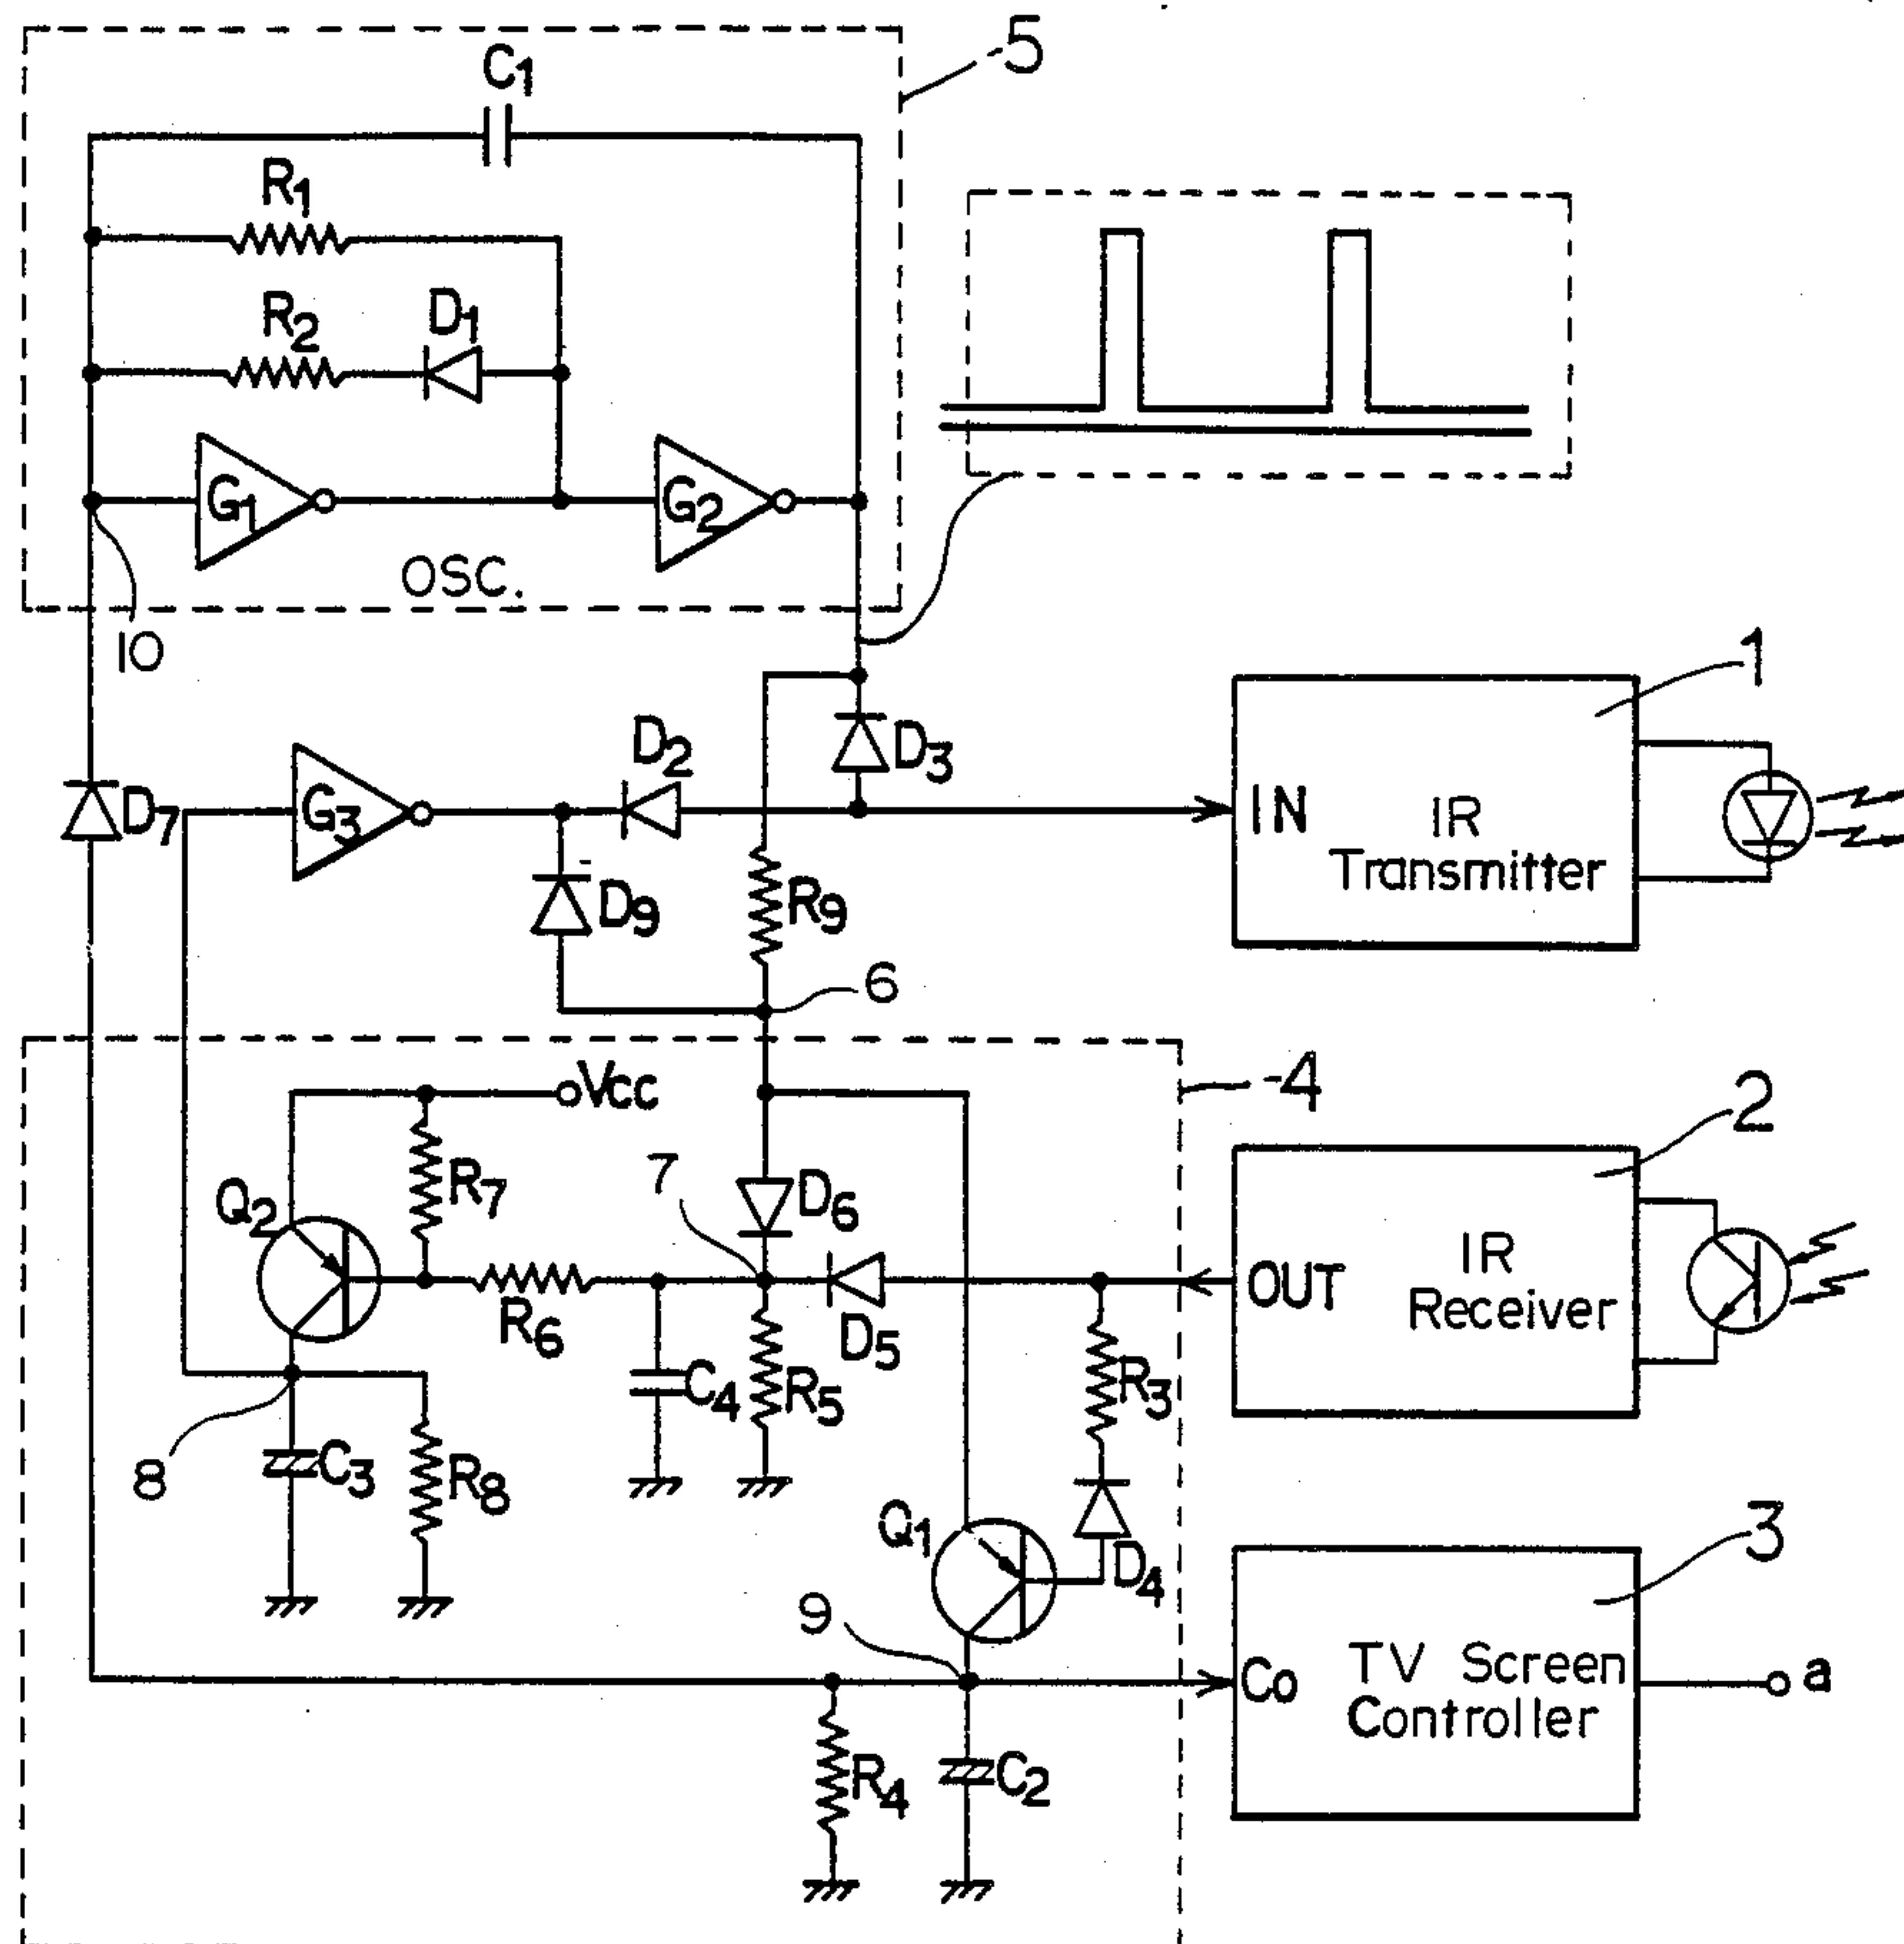 C1
5
R1
R2
D1
G1
G2
OSC.
10
1
D2
D3
D7
G3
IN
IR
Transmitter
D9
R9
6
4
Vcc
2
Q2
R7
7
D6
OUT
IR
Receiver
R6
D5
C4
R5
R3
8
C3
R8
Q1
D4
3
9
Co
TV Screen
Controller
a
R4
C2